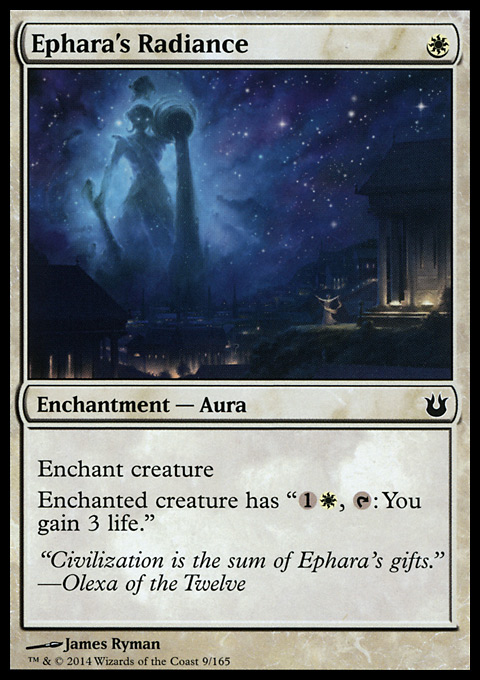 Ephara's Radiance
Enchantment — Aura
Enchant creature
Enchanted creature has “1, : You
gain 3 life.”
“Civilization is the sum of Ephara's gifts.”
—Olexa of the Twelve
James Ryman
™ & © 2014 Wizards of the Coast 9/165